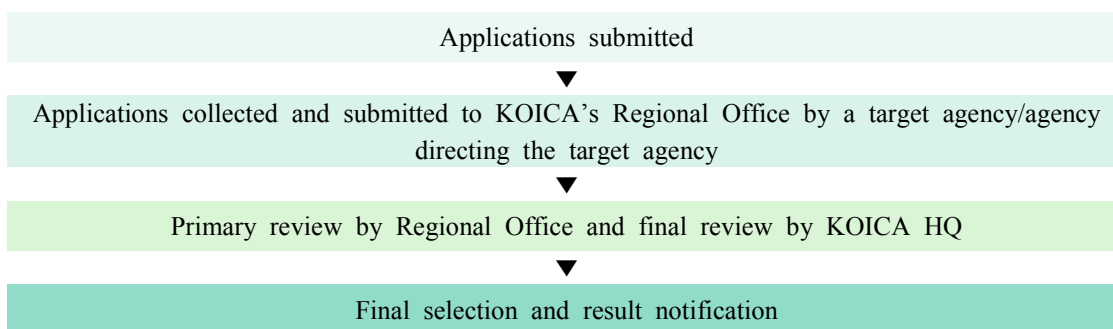 Applications submitted
▼
Applications collected and submitted to KOICA's Regional Office by a target agency/agency
directing the target agency
▼
Primary review by Regional Office and final review by KOICA HQ
▼
Final selection and result notification